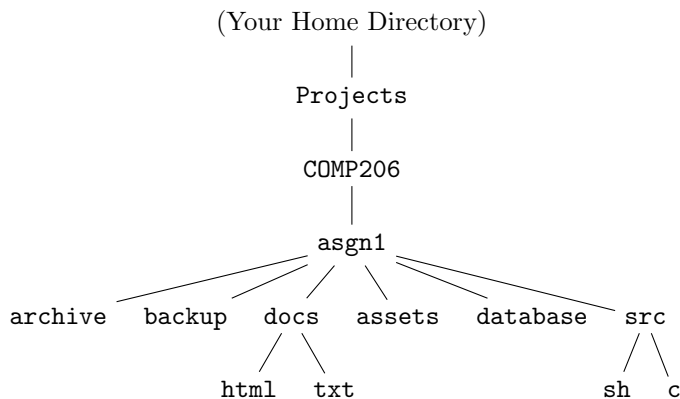 (Your Home Directory)
Projects
COMP206
asgn1
archive backup docs assets database src
html txt sh c